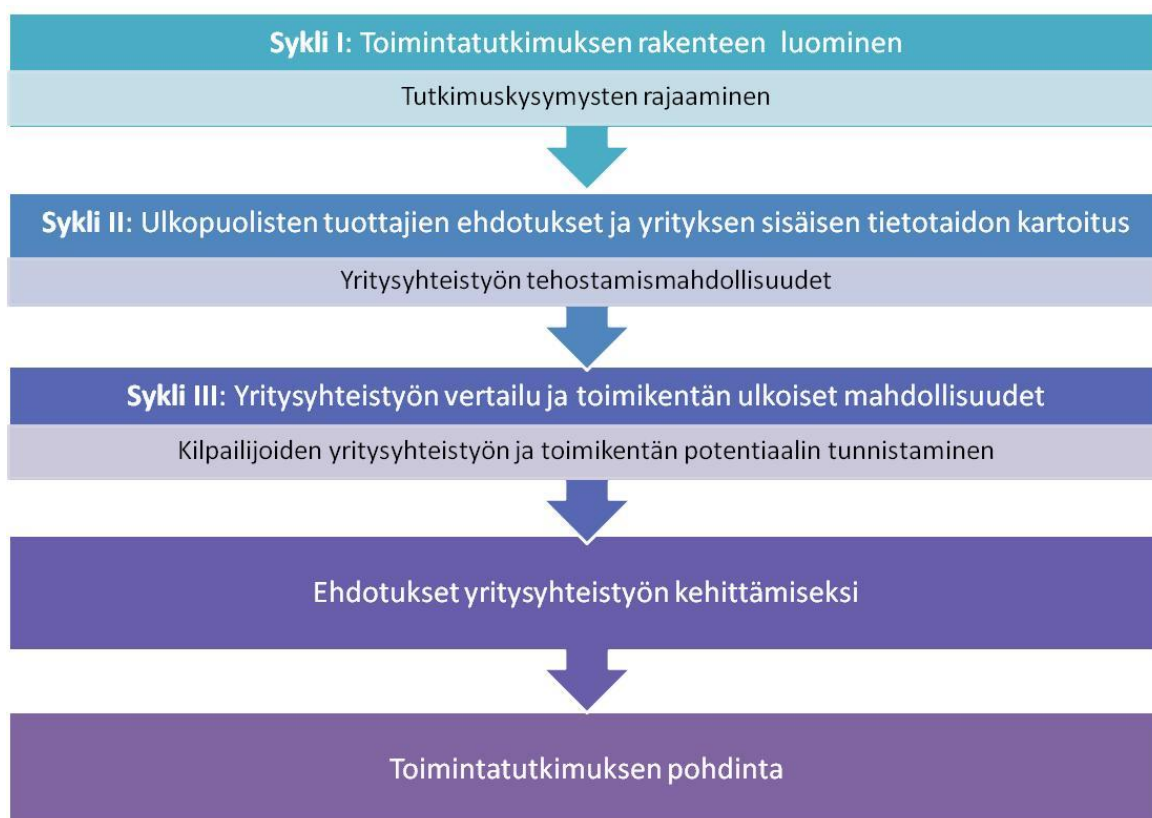 Sykli I: Toimintatutkimuksen rakenteen luominen
Tutkimuskysymysten rajaaminen
Sykli II: Ulkopuolisten tuottajien ehdotukset ja yrityksen sisäisen tietotaidon kartoitus
Yritysyhteistyön tehostamismahdollisuudet
Sykli III: Yritysyhteistyön vertailu ja toimikentän ulkoiset mahdollisuudet
Kilpailijoiden yritysyhteistyön ja toimikentän potentiaalin tunnistaminen
Ehdotukset yritysyhteistyön kehittämiseksi
Toimintatutkimuksen pohdinta